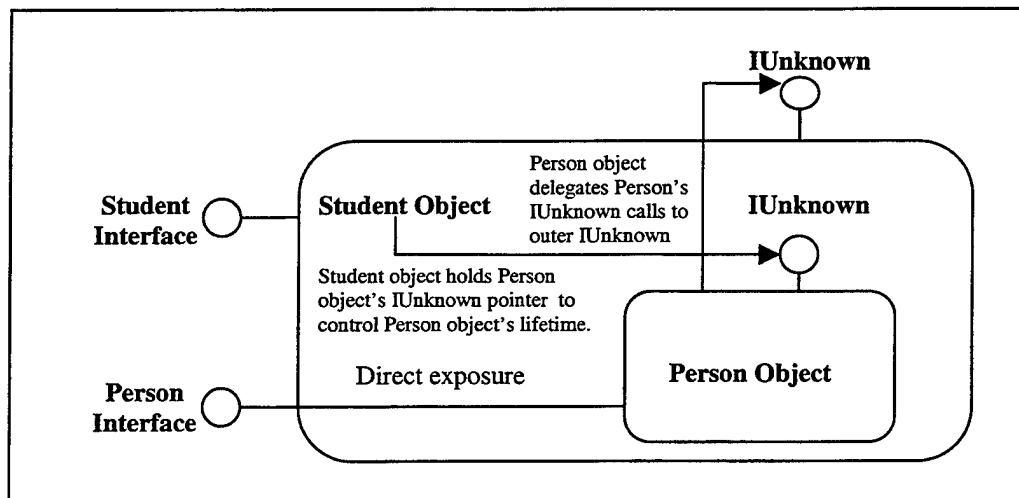 IUnknown
Person object
delegates Person's
IUnknown calls to
outer IUnknown
Student
Interface
Student Object
IUnknown
Student object holds Person
object's IUnknown pointer to
control Person object's lifetime.
Direct exposure
Person Object
Person
Interface